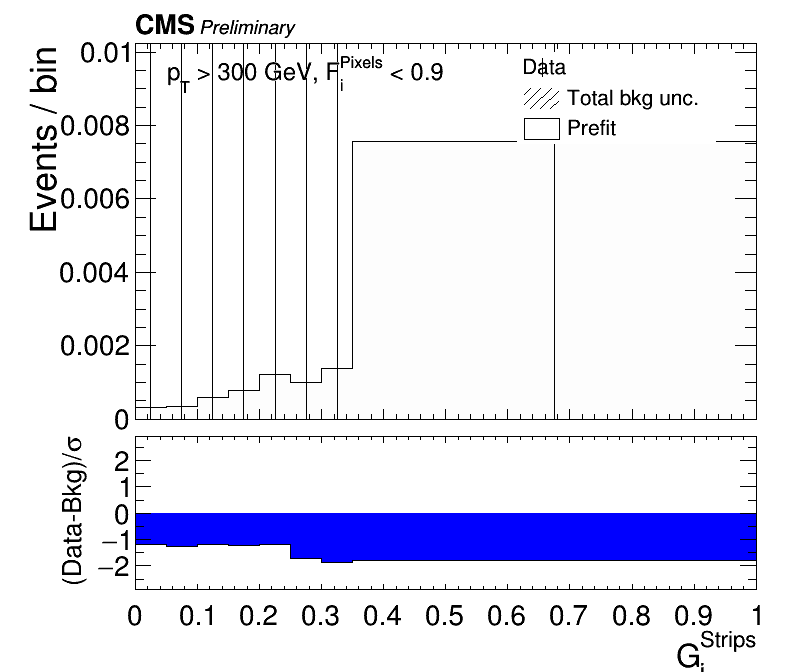 CMS Preliminary
Events / bin
0.01
0.008
0.006
0.004
0.002
0
p_T > 300 GeV, F_i^Pixels < 0.9
Data
Total bkg unc.
Prefit
(Data-Bkg)/σ
2
1
0
−1
−2
0 0.1 0.2 0.3 0.4 0.5 0.6 0.7 0.8 0.9 1
G_i^Strips